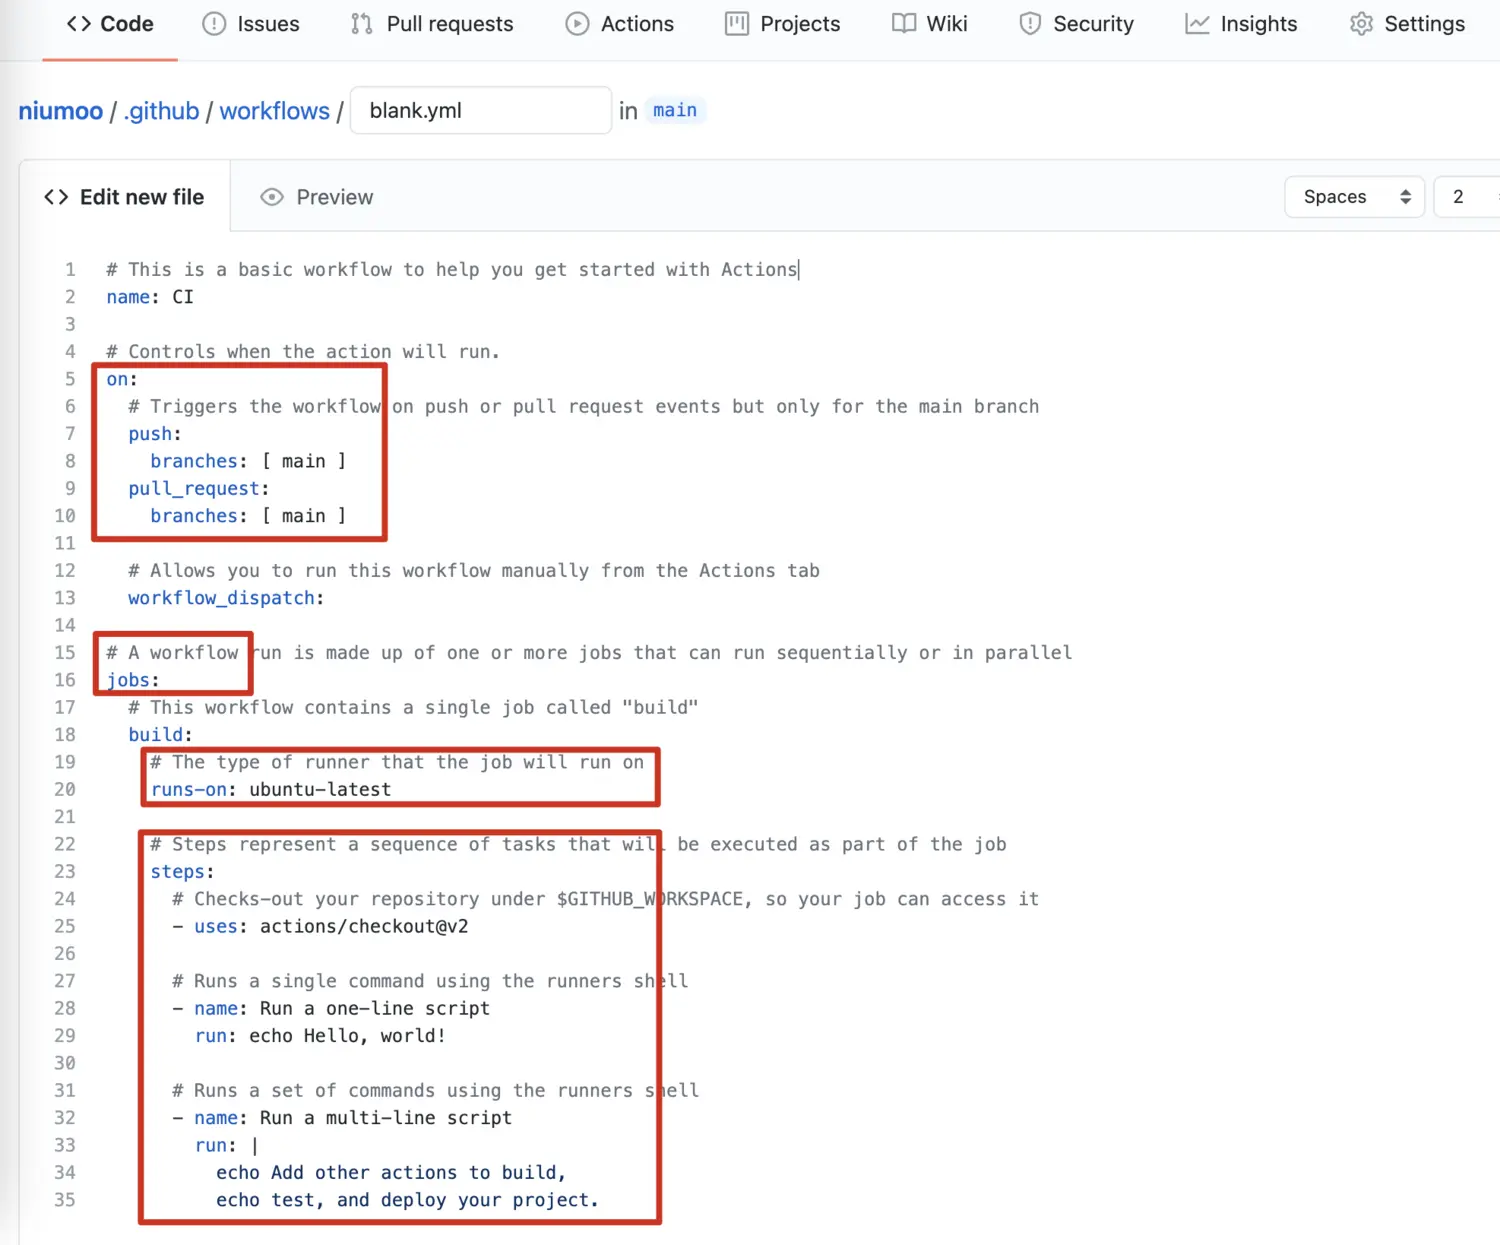 <> Code Issues Pull requests Actions Projects Wiki Security Insights Settings
niumoo / .github / workflows / blank.yml in main
<> Edit new file Preview Spaces 2
1 # This is a basic workflow to help you get started with Actions
2 name: CI
3
4 # Controls when the action will run.
5 on:
6 # Triggers the workflow on push or pull request events but only for the main branch
7 push:
8 branches: [ main ]
9 pull_request:
10 branches: [ main ]
11
12 # Allows you to run this workflow manually from the Actions tab
13 workflow_dispatch:
14
15 # A workflow run is made up of one or more jobs that can run sequentially or in parallel
16 jobs:
17 # This workflow contains a single job called "build"
18 build:
19 # The type of runner that the job will run on
20 runs-on: ubuntu-latest
21
22 # Steps represent a sequence of tasks that will be executed as part of the job
23 steps:
24 # Checks-out your repository under $GITHUB_WORKSPACE, so your job can access it
25 - uses: actions/checkout@v2
26
27 # Runs a single command using the runners shell
28 - name: Run a one-line script
29 run: echo Hello, world!
30
31 # Runs a set of commands using the runners shell
32 - name: Run a multi-line script
33 run: |
34 echo Add other actions to build,
35 echo test, and deploy your project.